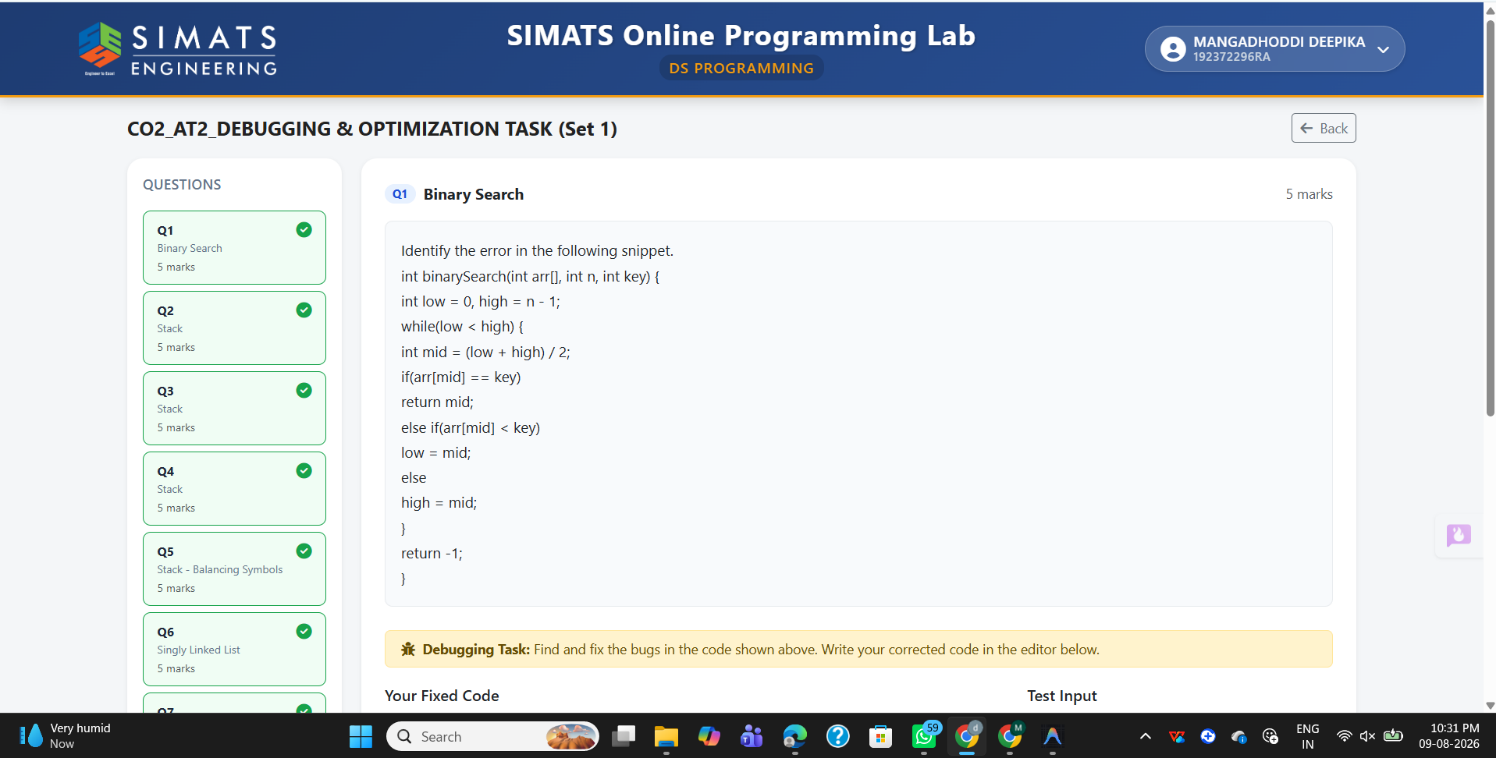 SIMATS
ENGINEERING
Engineer to Excel
SIMATS Online Programming Lab
DS PROGRAMMING
MANGADHODDI DEEPIKA
192372296RA
CO2_AT2_DEBUGGING & OPTIMIZATION TASK (Set 1)
Back
QUESTIONS
Q1
Binary Search
5 marks
Q2
Stack
5 marks
Q3
Stack
5 marks
Q4
Stack
5 marks
Q5
Stack - Balancing Symbols
5 marks
Q6
Singly Linked List
5 marks
Q7
Q1 Binary Search
5 marks
Identify the error in the following snippet.
int binarySearch(int arr[], int n, int key) {
int low = 0, high = n - 1;
while(low < high) {
int mid = (low + high) / 2;
if(arr[mid] == key)
return mid;
else if(arr[mid] < key)
low = mid;
else
high = mid;
}
return -1;
}
Debugging Task: Find and fix the bugs in the code shown above. Write your corrected code in the editor below.
Your Fixed Code
Test Input
Very humid
Now
Search
59
d
M
ENG
IN
10:31 PM
09-08-2026